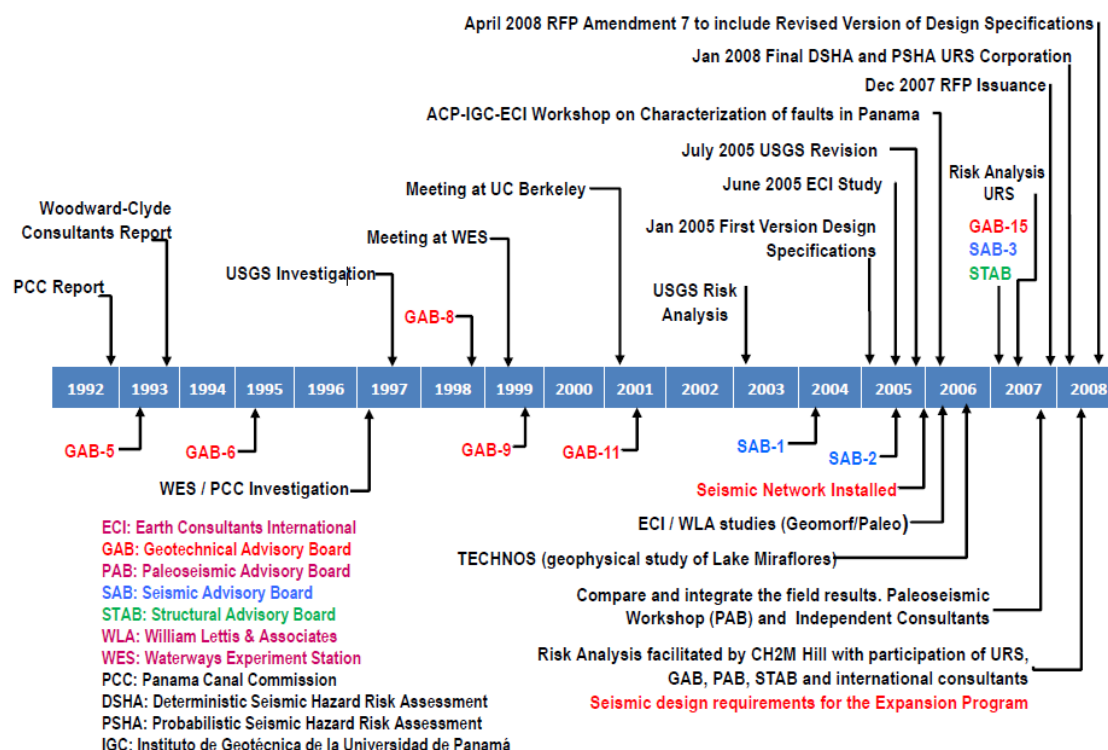 April 2008 RFP Amendment 7 to include Revised Version of Design Specifications
Jan 2008 Final DSHA and PSHA URS Corporation
Dec 2007 RFP Issuance
ACP-IGC-ECI Workshop on Characterization of faults in Panama
July 2005 USGS Revision
Risk Analysis
URS
Meeting at UC Berkeley
June 2005 ECI Study
Woodward-Clyde
Consultants Report
GAB-15
Jan 2005 First Version Design
Specifications
Meeting at WES
SAB-3
STAB
USGS Investigation
PCC Report
USGS Risk
Analysis
GAB-8
1992 1993 1994 1995 1996 1997 1998 1999 2000 2001 2002 2003 2004 2005 2006 2007 2008
GAB-5
GAB-6
GAB-9
GAB-11
SAB-1
SAB-2
WES / PCC Investigation
Seismic Network Installed
ECI / WLA studies (Geomorf/Paleo)
TECHNOS (geophysical study of Lake Miraflores)
Compare and integrate the field results. Paleoseismic
Workshop (PAB) and Independent Consultants
Risk Analysis facilitated by CH2M Hill with participation of URS,
GAB, PAB, STAB and international consultants
Seismic design requirements for the Expansion Program
ECI: Earth Consultants International
GAB: Geotechnical Advisory Board
PAB: Paleoseismic Advisory Board
SAB: Seismic Advisory Board
STAB: Structural Advisory Board
WLA: William Lettis & Associates
WES: Waterways Experiment Station
PCC: Panama Canal Commission
DSHA: Deterministic Seismic Hazard Risk Assessment
PSHA: Probabilistic Seismic Hazard Risk Assessment
IGC: Instituto de Geotécnica de la Universidad de Panamá